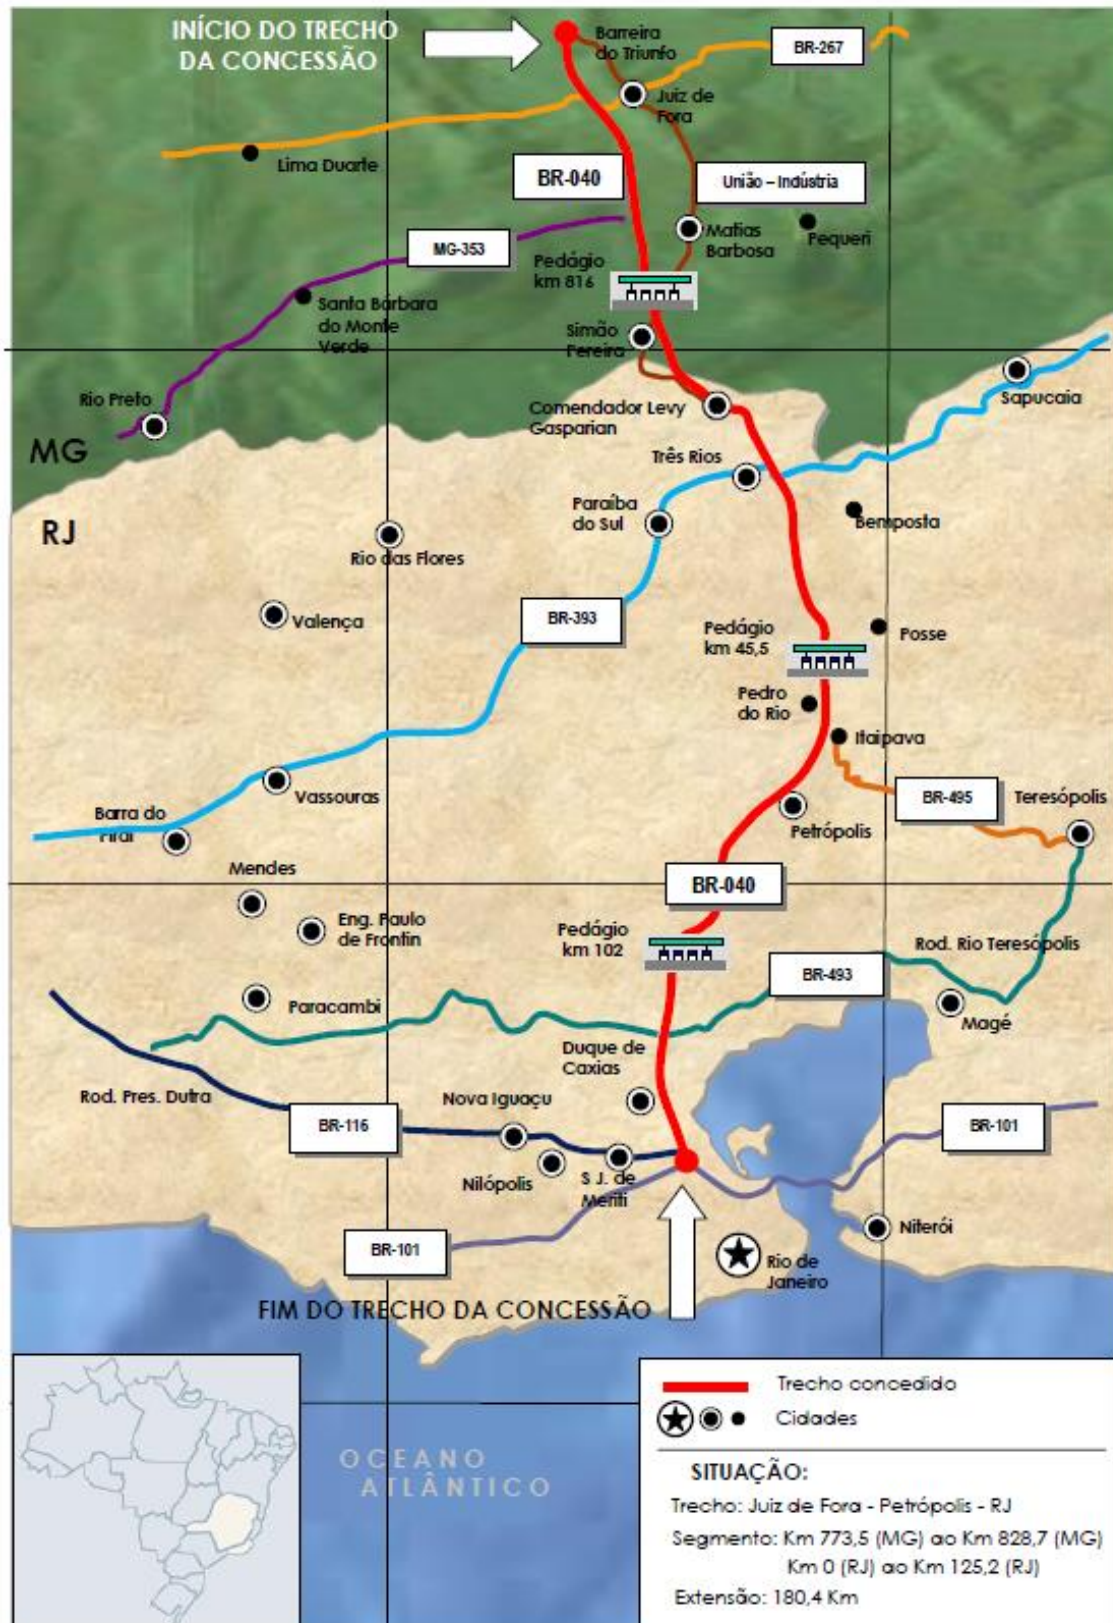 INÍCIO DO TRECHO
DA CONCESSÃO
Barreira
do Triunfo
BR-267
Juiz de
Fora
Lima Duarte
BR-040
União – Indústria
MG-353
Matias
Barbosa
Pequeri
Pedágio
km 816
Santa Bárbara
do Monte
Verde
Simão
Pereira
Sapucaia
Rio Preto
Comendador Levy
Gasparian
MG
Três Rios
RJ
Paraíba
do Sul
Bemposta
Rio das Flores
Valença
BR-393
Pedágio
km 45,5
Posse
Pedro
do Rio
Itaipava
Vassouras
BR-495
Teresópolis
Barra do
Piraí
Petrópolis
Mendes
BR-040
Eng. Paulo
de Frontin
Pedágio
km 102
Rod. Rio Teresópolis
BR-493
Paracambi
Magé
Duque de
Caxias
Rod. Pres. Dutra
Nova Iguaçu
BR-116
BR-101
Nilópolis
S J. de
Meriti
Niterói
BR-101
Rio de
Janeiro
FIM DO TRECHO DA CONCESSÃO
Trecho concedido
Cidades
OCEANO
ATLÂNTICO
SITUAÇÃO:
Trecho: Juiz de Fora - Petrópolis - RJ
Segmento: Km 773,5 (MG) ao Km 828,7 (MG)
Km 0 (RJ) ao Km 125,2 (RJ)
Extensão: 180,4 Km